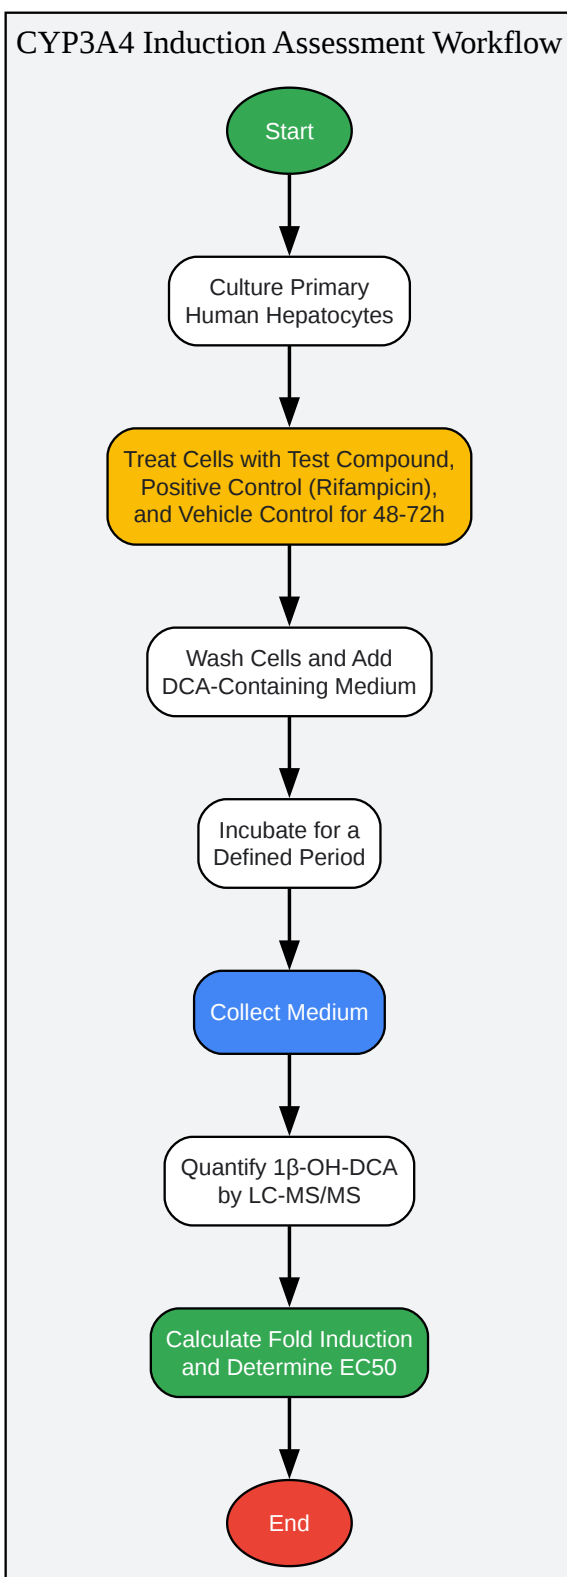 CYP3A4 Induction Assessment Workflow
Start
Culture Primary
Human Hepatocytes
Treat Cells with Test Compound,
Positive Control (Rifampicin),
and Vehicle Control for 48-72h
Wash Cells and Add
DCA-Containing Medium
Incubate for a
Defined Period
Collect Medium
Quantify 1β-OH-DCA
by LC-MS/MS
Calculate Fold Induction
and Determine EC50
End